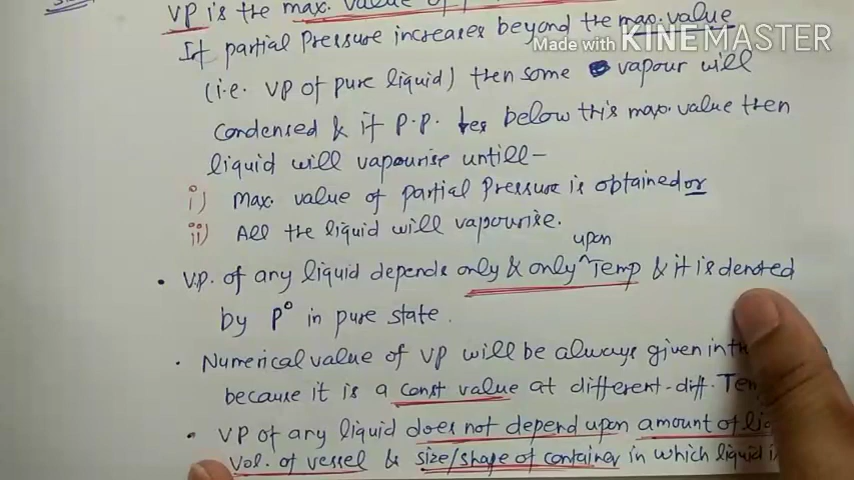 VP is the max. value of
If partial pressure increases beyond the max. value
Made with KINEMASTER
(i.e. VP of pure liquid) then some vapour will
condensed & if P.P. ↓es below this max. value then
liquid will vapourise untill-
i) Max. value of partial pressure is obtained or
ii) All the liquid will vapourise.
upon
• V.P. of any liquid depends only & only ^ Temp & it is denoted
by P° in pure state.
• Numerical value of VP will be always given in
because it is a const value at different-diff.
• VP of any liquid does not depend upon amount of
Vol. of vessel & size/shape of container in which liquid